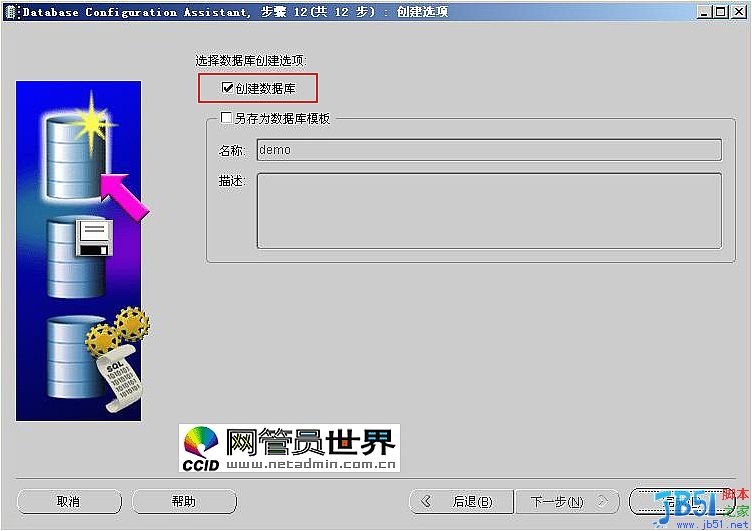 Database Configuration Assistant, 步骤 12(共 12 步) : 创建选项
选择数据库创建选项:
创建数据库
另存为数据库模板
名称:
demo
描述:
SQL
CCID
网管员世界
www.netadmin.com.cn
取消
帮助
后退(B)
下一步(N)
JB51
脚本
之家
www.jb51.net